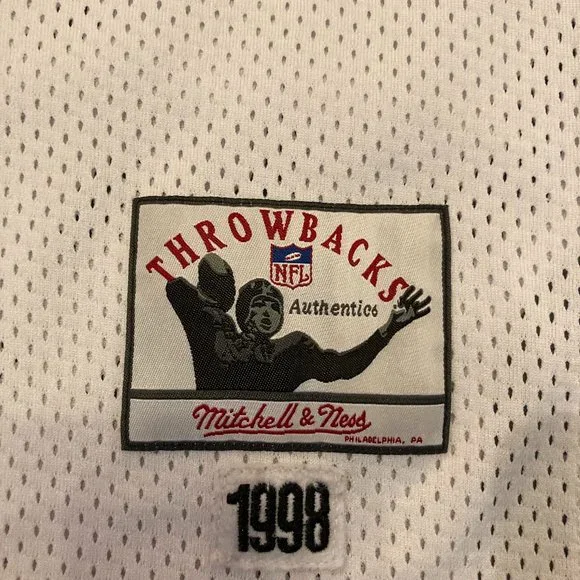 THROWBACKS
NFL
Authentics
Mitchell & Ness
PHILADELPHIA, PA
1998